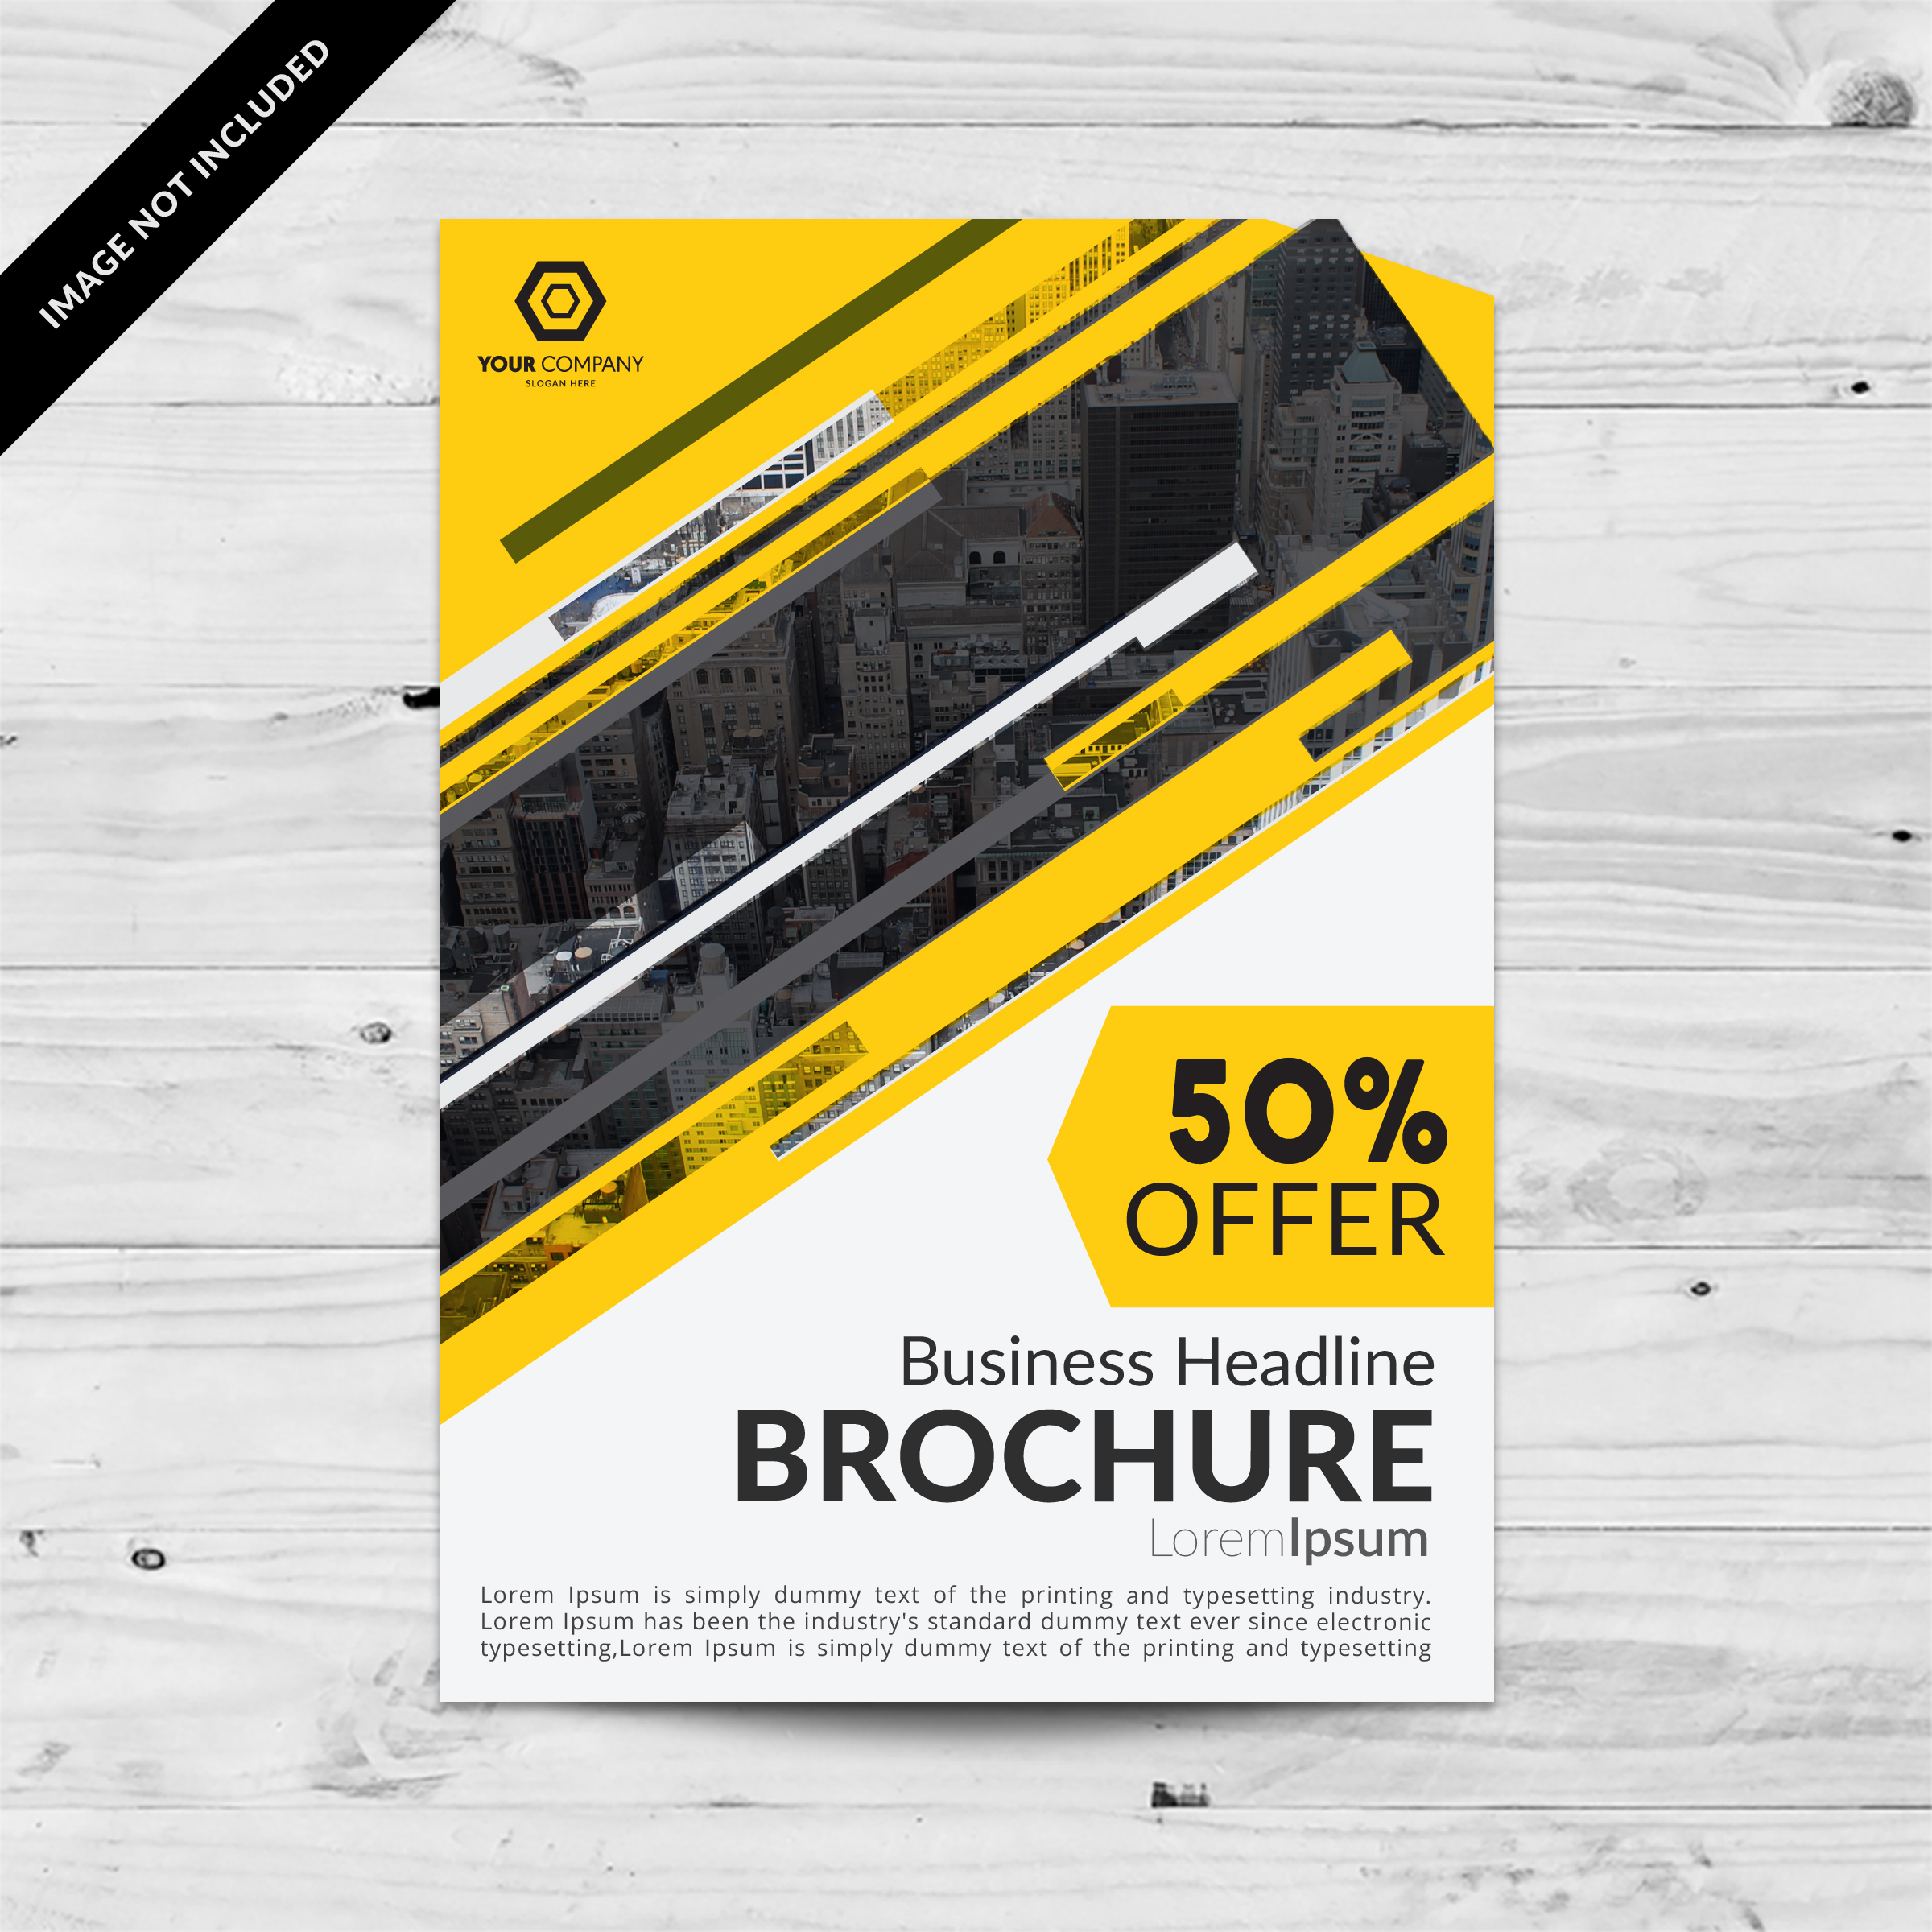 IMAGE NOT INCLUDED
YOUR COMPANY
SLOGAN HERE
50%
OFFER
Business Headline
BROCHURE
LoremIpsum
Lorem Ipsum is simply dummy text of the printing and typesetting industry.
Lorem Ipsum has been the industry's standard dummy text ever since electronic
typesetting,Lorem Ipsum is simply dummy text of the printing and typesetting